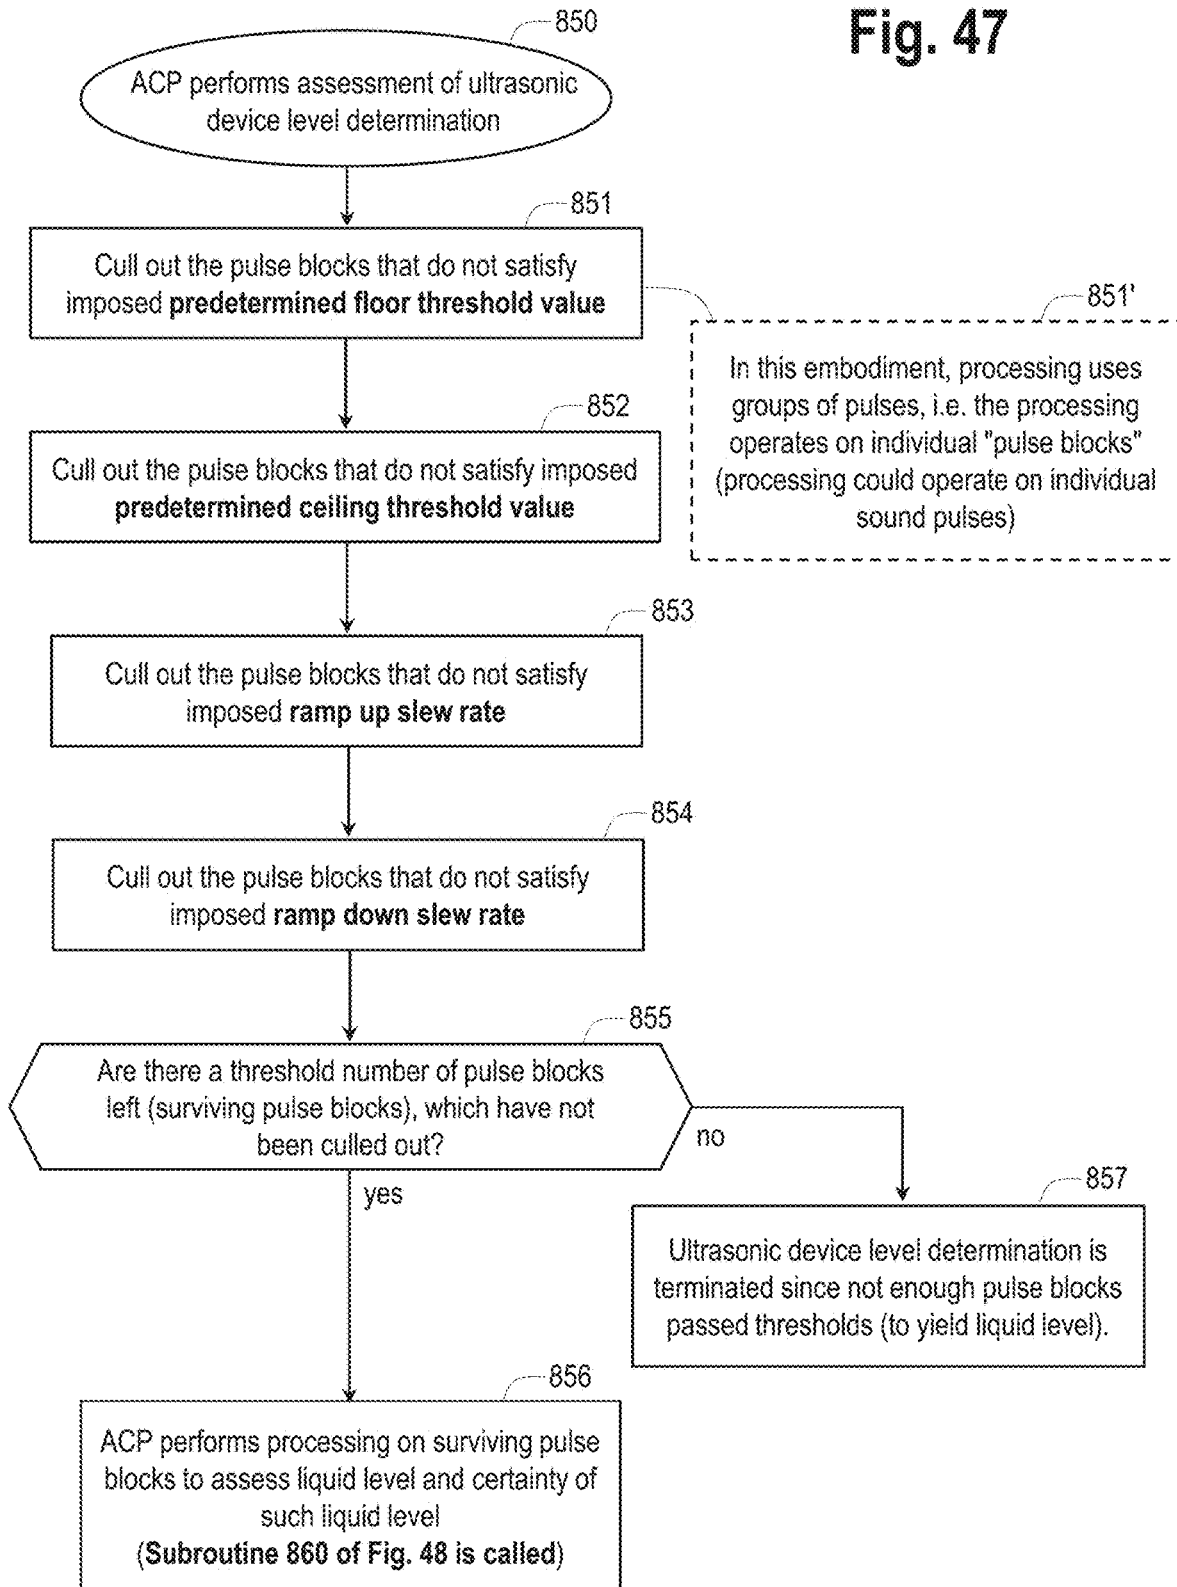 Fig. 47
850
ACP performs assessment of ultrasonic
device level determination
851
Cull out the pulse blocks that do not satisfy
imposed predetermined floor threshold value
851'
In this embodiment, processing uses
groups of pulses, i.e. the processing
operates on individual "pulse blocks"
(processing could operate on individual
sound pulses)
852
Cull out the pulse blocks that do not satisfy imposed
predetermined ceiling threshold value
853
Cull out the pulse blocks that do not satisfy
imposed ramp up slew rate
854
Cull out the pulse blocks that do not satisfy
imposed ramp down slew rate
855
Are there a threshold number of pulse blocks
left (surviving pulse blocks), which have not
been culled out?
no
yes
857
Ultrasonic device level determination is
terminated since not enough pulse blocks
passed thresholds (to yield liquid level).
856
ACP performs processing on surviving pulse
blocks to assess liquid level and certainty of
such liquid level
(Subroutine 860 of Fig. 48 is called)